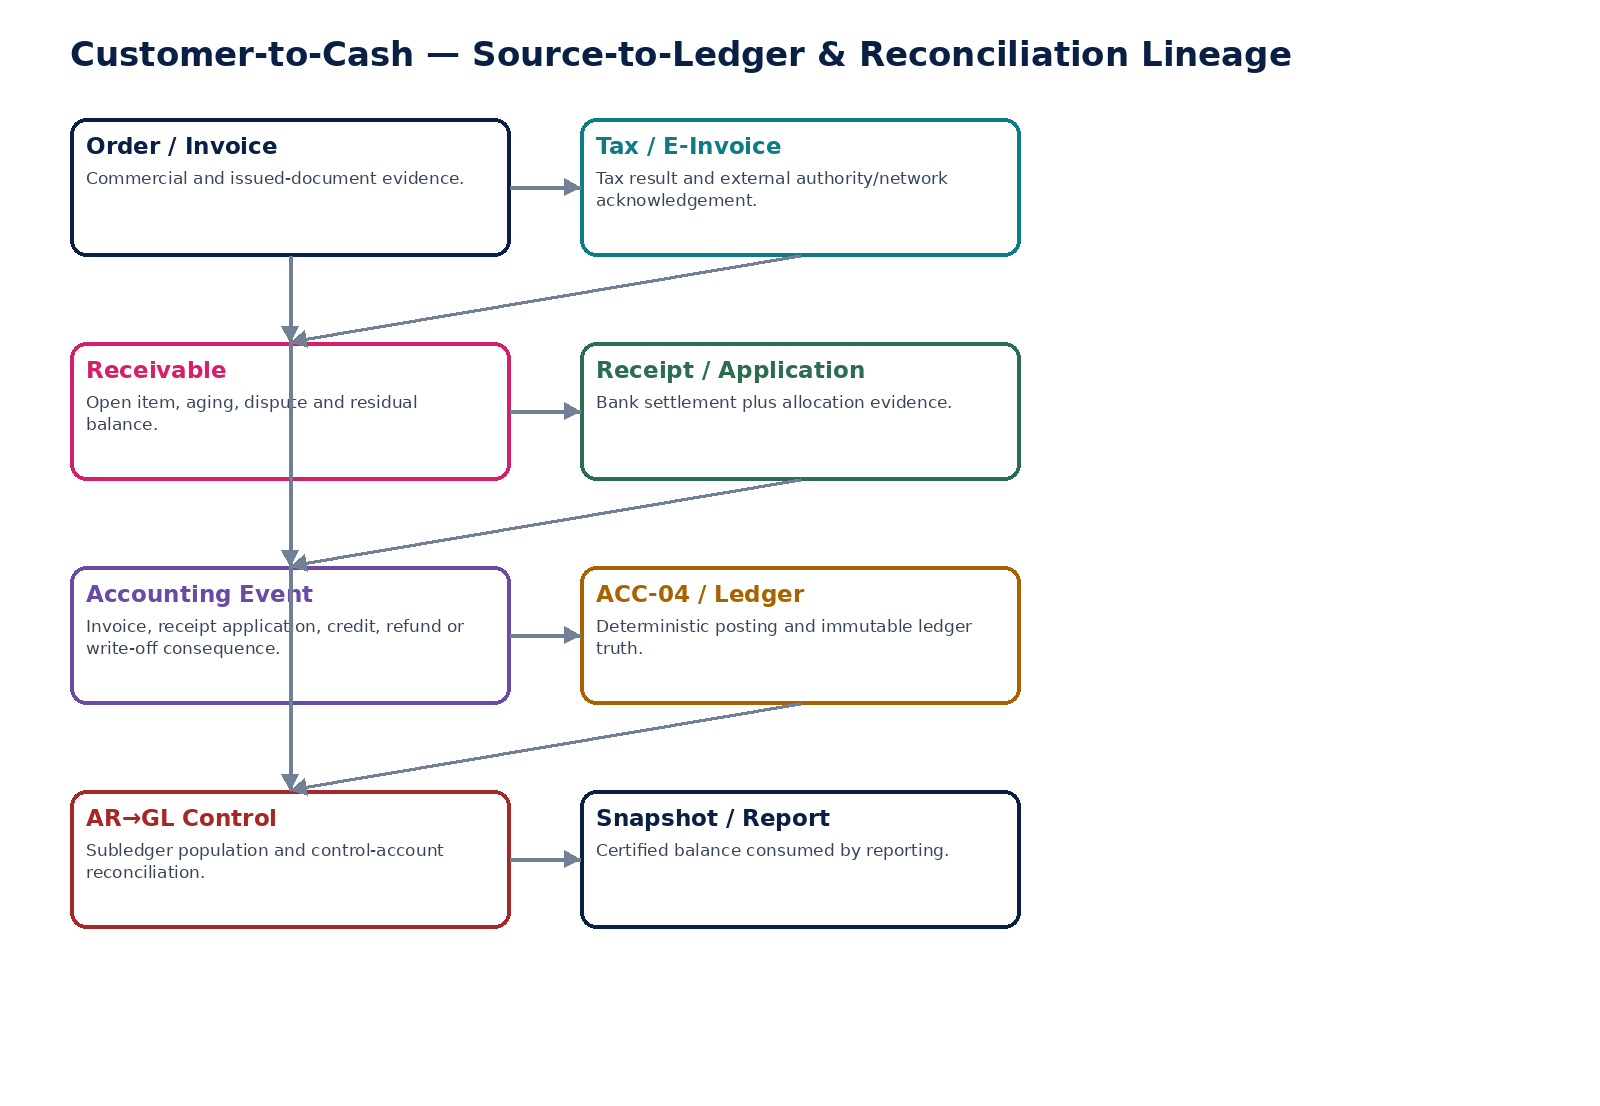 Customer-to-Cash — Source-to-Ledger & Reconciliation Lineage
Order / Invoice
Commercial and issued-document evidence.
Tax / E-Invoice
Tax result and external authority/network
acknowledgement.
Receivable
Open item, aging, dispute and residual
balance.
Receipt / Application
Bank settlement plus allocation evidence.
Accounting Event
Invoice, receipt application, credit, refund or
write-off consequence.
ACC-04 / Ledger
Deterministic posting and immutable ledger
truth.
AR→GL Control
Subledger population and control-account
reconciliation.
Snapshot / Report
Certified balance consumed by reporting.